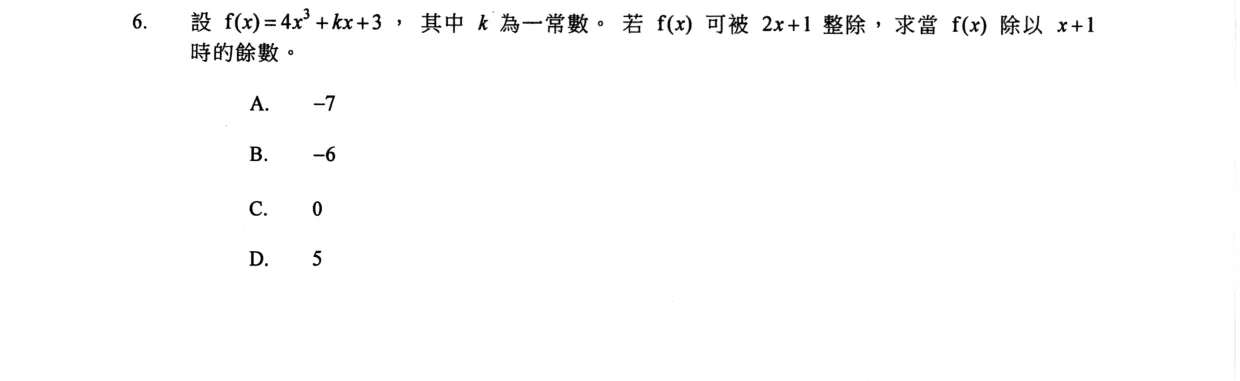 6. 設 f(x)=4x³+kx+3 ， 其中 k 為一常數。 若 f(x) 可被 2x+1 整除，求當 f(x) 除以 x+1
時的餘數。
A. –7
B. –6
C. 0
D. 5